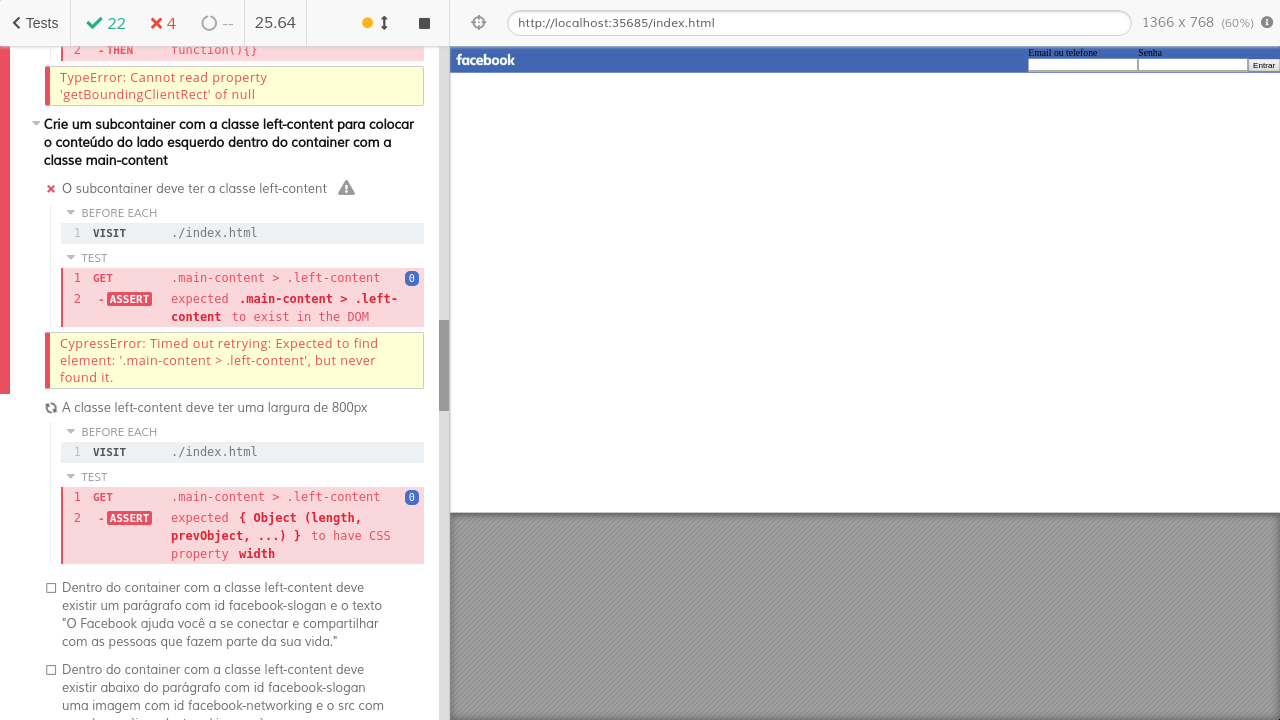 Tests 22 4 -- 25.64 http://localhost:35685/index.html 1366 x 768 (60%)
2 - THEN function(){}
TypeError: Cannot read property
'getBoundingClientRect' of null
Crie um subcontainer com a classe left-content para colocar
o conteúdo do lado esquerdo dentro do container com a
classe main-content
O subcontainer deve ter a classe left-content
BEFORE EACH
1 VISIT ./index.html
TEST
1 GET .main-content > .left-content 0
2 - ASSERT expected .main-content > .left-
content to exist in the DOM
CypressError: Timed out retrying: Expected to find
element: '.main-content > .left-content', but never
found it.
A classe left-content deve ter uma largura de 800px
BEFORE EACH
1 VISIT ./index.html
TEST
1 GET .main-content > .left-content 0
2 - ASSERT expected { Object (length,
prevObject, ...) } to have CSS
property width
Dentro do container com a classe left-content deve
existir um parágrafo com id facebook-slogan e o texto
"O Facebook ajuda você a se conectar e compartilhar
com as pessoas que fazem parte da sua vida."
Dentro do container com a classe left-content deve
existir abaixo do parágrafo com id facebook-slogan
uma imagem com id facebook-networking e o src com
facebook
Email ou telefone Senha
Entrar